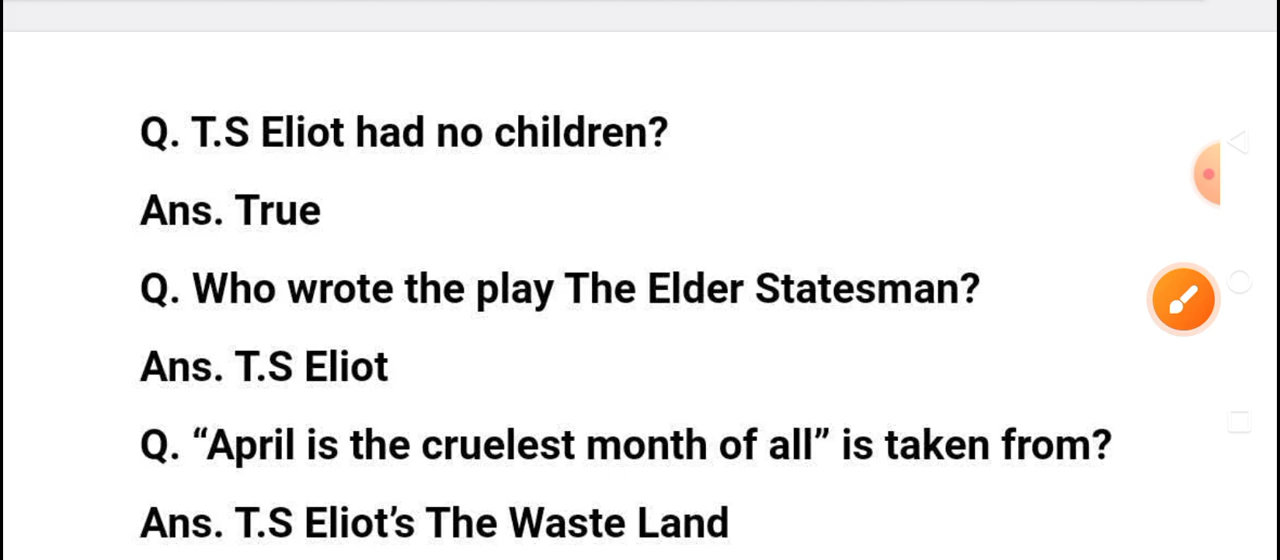 Q. T.S Eliot had no children?
Ans. True
Q. Who wrote the play The Elder Statesman?
Ans. T.S Eliot
Q. “April is the cruelest month of all” is taken from?
Ans. T.S Eliot’s The Waste Land